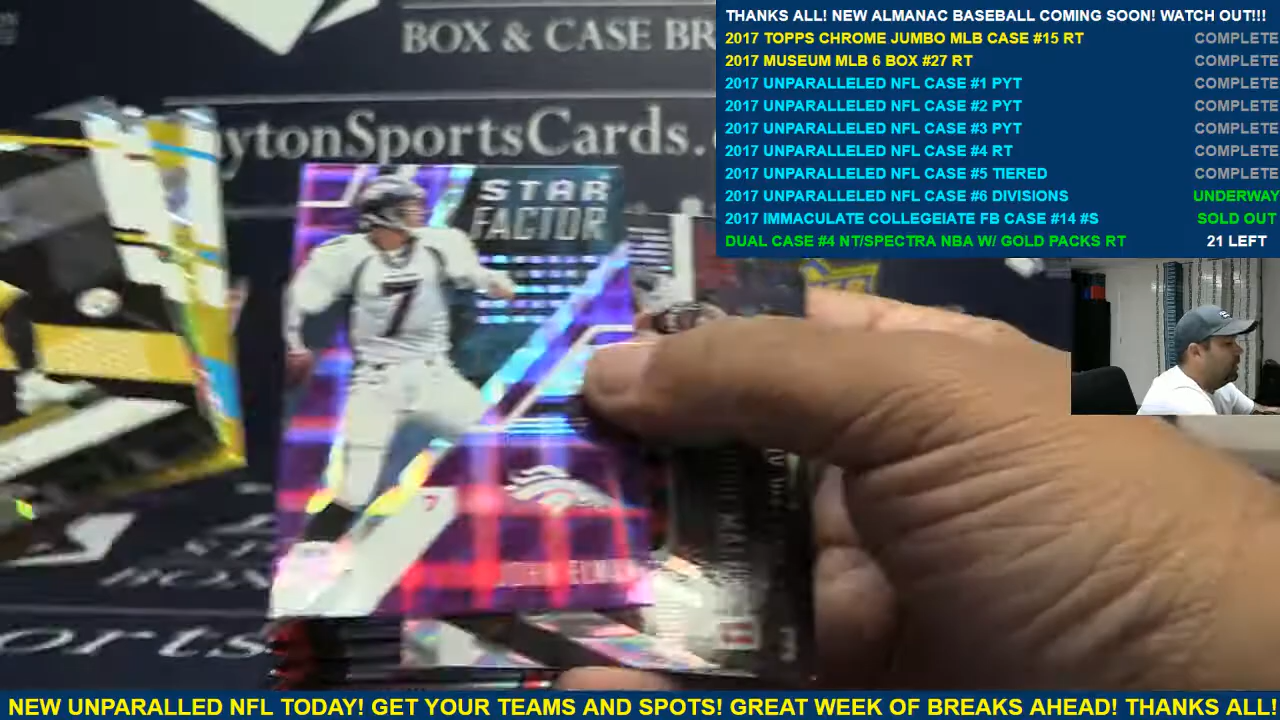 BOX & CASE BR
ytonSportsCards.
THANKS ALL! NEW ALMANAC BASEBALL COMING SOON! WATCH OUT!!!
2017 TOPPS CHROME JUMBO MLB CASE #15 RT COMPLETE
2017 MUSEUM MLB 6 BOX #27 RT COMPLETE
2017 UNPARALLELED NFL CASE #1 PYT COMPLETE
2017 UNPARALLELED NFL CASE #2 PYT COMPLETE
2017 UNPARALLELED NFL CASE #3 PYT COMPLETE
2017 UNPARALLELED NFL CASE #4 RT COMPLETE
2017 UNPARALLELED NFL CASE #5 TIERED COMPLETE
2017 UNPARALLELED NFL CASE #6 DIVISIONS UNDERWAY
2017 IMMACULATE COLLEGEIATE FB CASE #14 #S SOLD OUT
DUAL CASE #4 NT/SPECTRA NBA W/ GOLD PACKS RT 21 LEFT
STAR
FACTOR
7
JOHN ELWAY
BOX
orts
NEW UNPARALLED NFL TODAY! GET YOUR TEAMS AND SPOTS! GREAT WEEK OF BREAKS AHEAD! THANKS ALL!